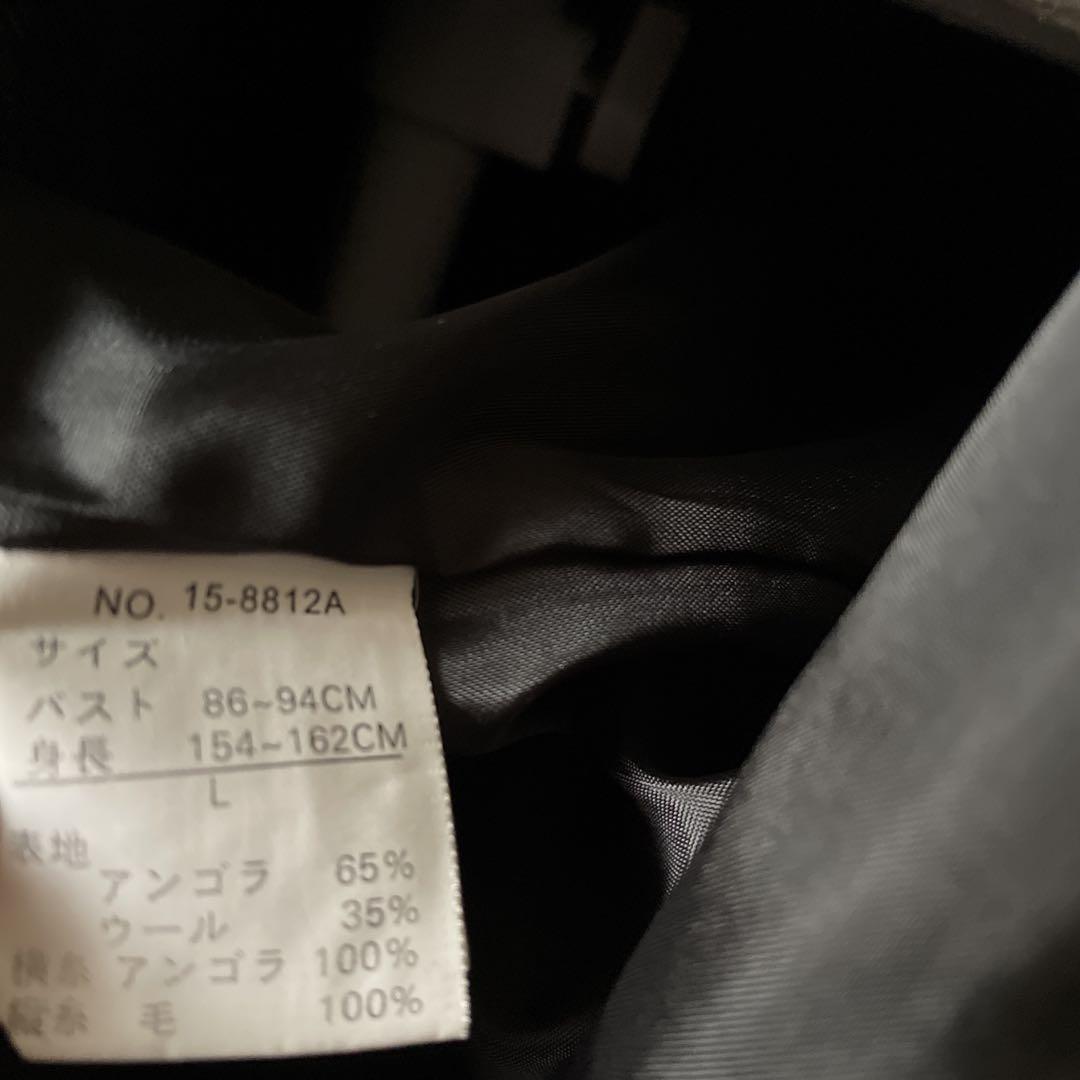 NO. 15-8812A
サイズ
バスト 86~94CM
身長 154~162CM
L
表地
アンゴラ 65%
ウール 35%
横糸 アンゴラ 100%
縦糸 毛 100%